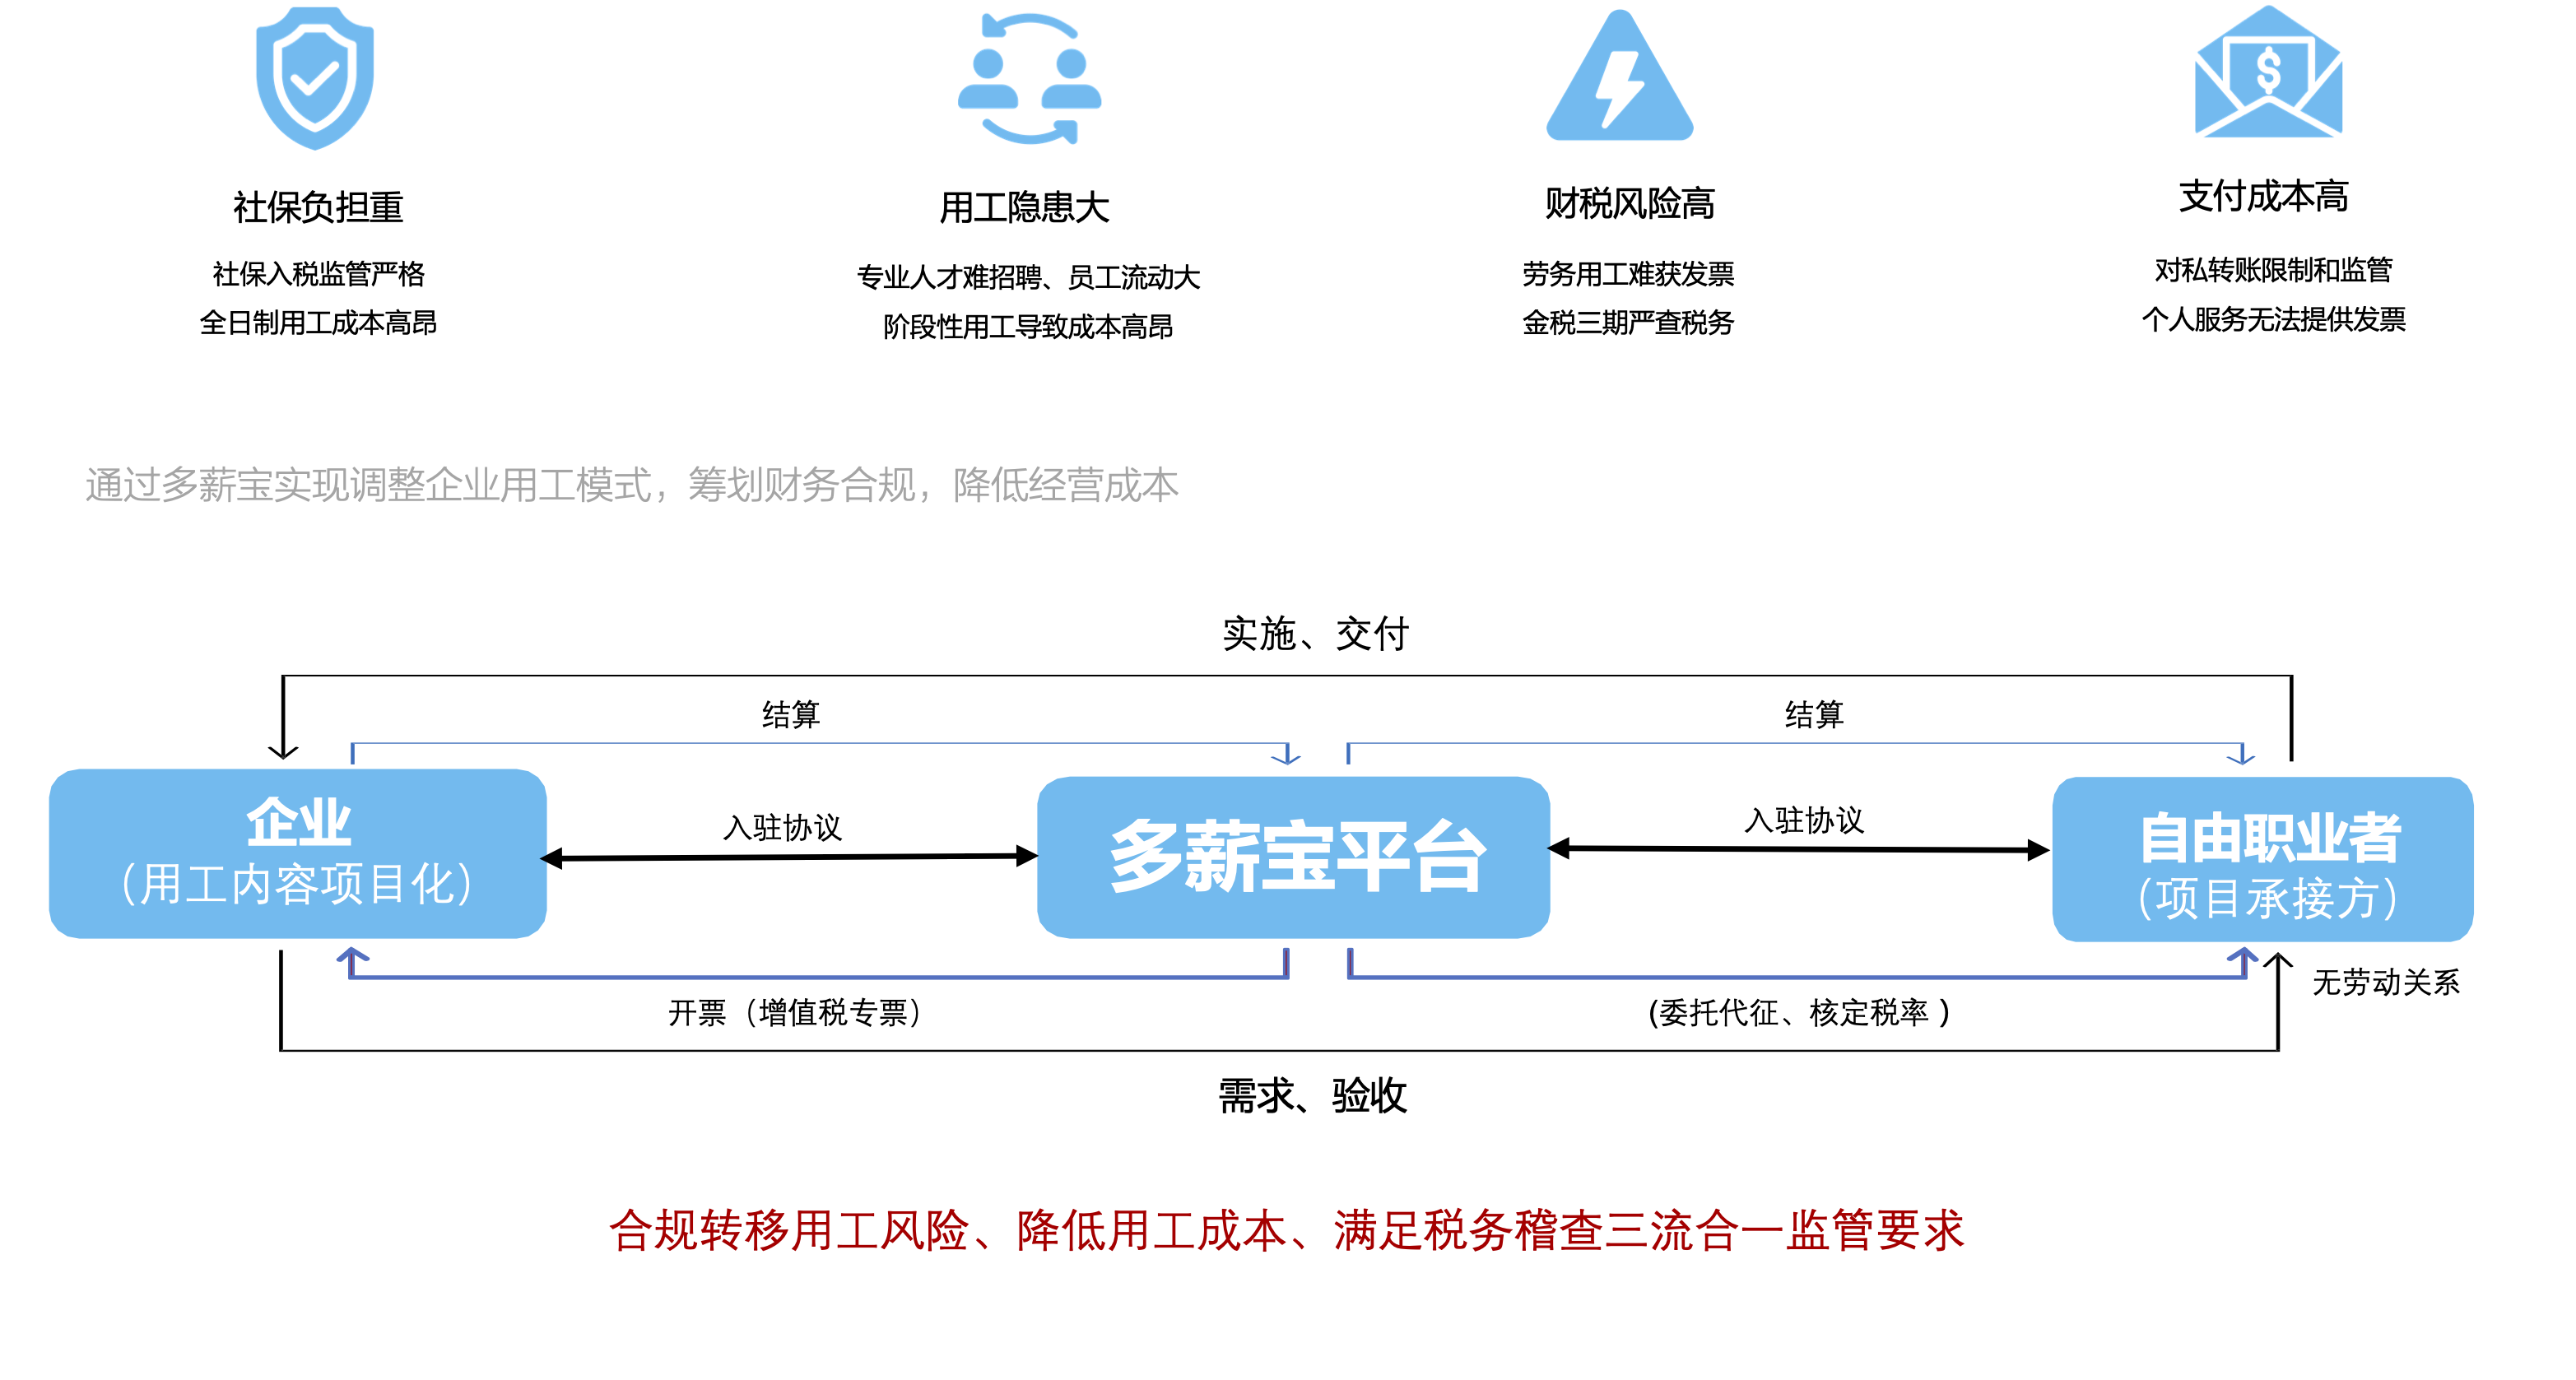 社保负担重
社保入税监管严格
全日制用工成本高昂
用工隐患大
专业人才难招聘、员工流动大
阶段性用工导致成本高昂
财税风险高
劳务用工难获发票
金税三期严查税务
支付成本高
对私转账限制和监管
个人服务无法提供发票
通过多薪宝实现调整企业用工模式，筹划财务合规，降低经营成本
实施、交付
结算
结算
企业
（用工内容项目化）
入驻协议
多薪宝平台
入驻协议
自由职业者
（项目承接方）
开票（增值税专票）
(委托代征、核定税率)
无劳动关系
需求、验收
合规转移用工风险、降低用工成本、满足税务稽查三流合一监管要求